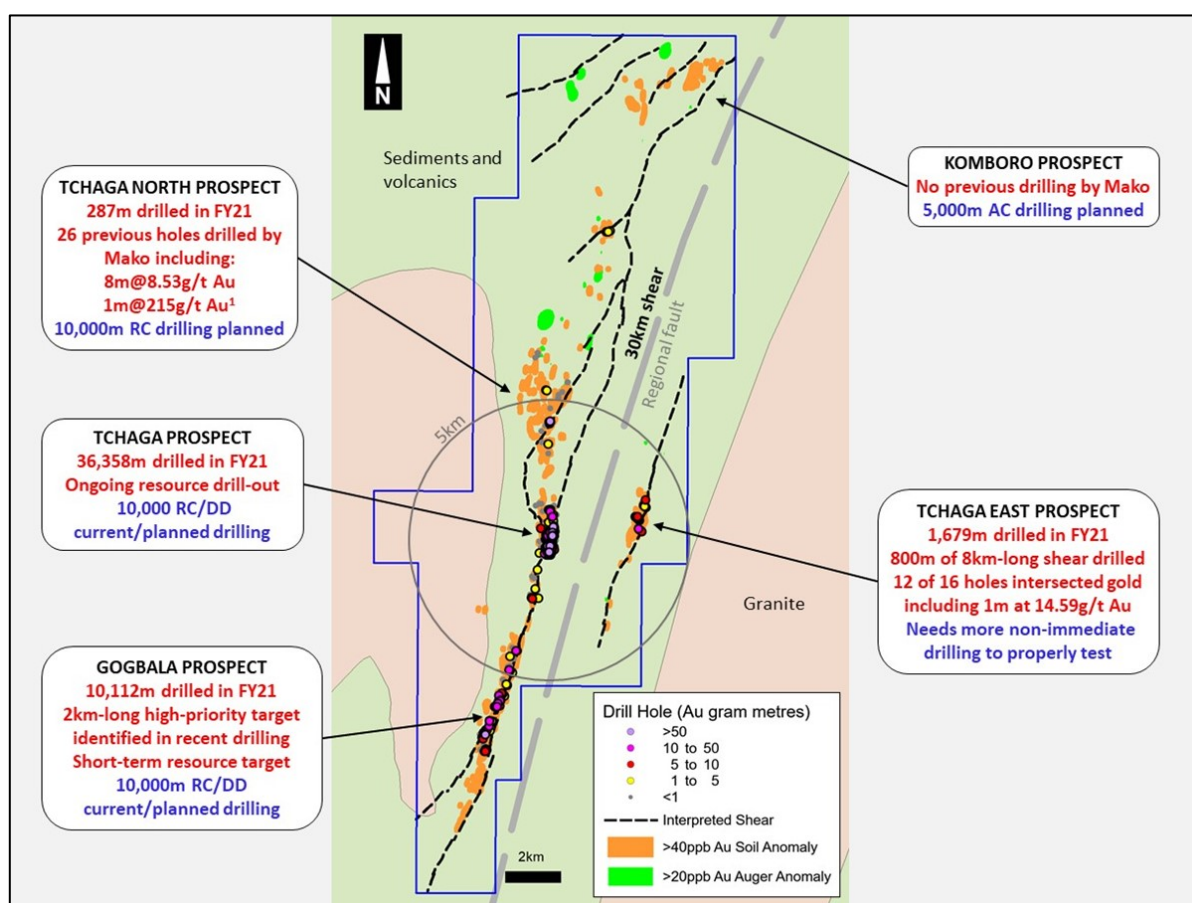 N
Sediments and
volcanics
TCHAGA NORTH PROSPECT
287m drilled in FY21
26 previous holes drilled by
Mako including:
8m@8.53g/t Au
1m@215g/t Au¹
10,000m RC drilling planned
KOMBORO PROSPECT
No previous drilling by Mako
5,000m AC drilling planned
30km shear
Regional fault
5km
TCHAGA PROSPECT
36,358m drilled in FY21
Ongoing resource drill-out
10,000 RC/DD
current/planned drilling
TCHAGA EAST PROSPECT
1,679m drilled in FY21
800m of 8km-long shear drilled
12 of 16 holes intersected gold
including 1m at 14.59g/t Au
Needs more non-immediate
drilling to properly test
Granite
GOGBALA PROSPECT
10,112m drilled in FY21
2km-long high-priority target
identified in recent drilling
Short-term resource target
10,000m RC/DD
current/planned drilling
Drill Hole (Au gram metres)
>50
10 to 50
5 to 10
1 to 5
<1
Interpreted Shear
>40ppb Au Soil Anomaly
>20ppb Au Auger Anomaly
2km